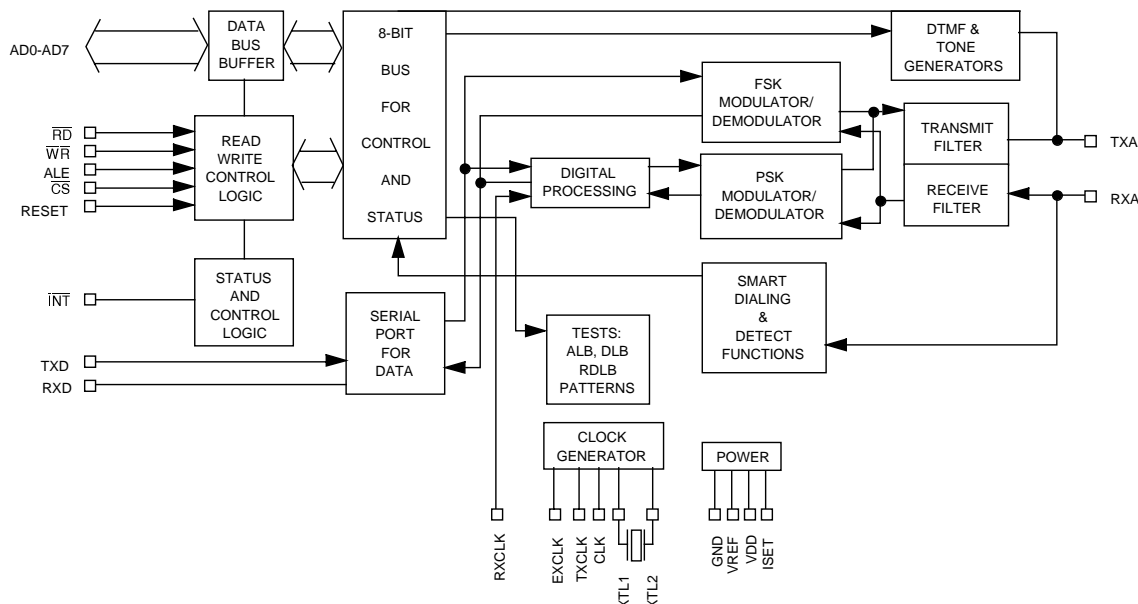 AD0-AD7
DATA
BUS
BUFFER
8-BIT
BUS
FOR
CONTROL
AND
STATUS
DTMF &
TONE
GENERATORS
RD
WR
ALE
CS
RESET
READ
WRITE
CONTROL
LOGIC
FSK
MODULATOR/
DEMODULATOR
DIGITAL
PROCESSING
PSK
MODULATOR/
DEMODULATOR
TRANSMIT
FILTER
RECEIVE
FILTER
TXA
RXA
INT
STATUS
AND
CONTROL
LOGIC
TXD
RXD
SERIAL
PORT
FOR
DATA
TESTS:
ALB, DLB
RDLB
PATTERNS
SMART
DIALING
&
DETECT
FUNCTIONS
CLOCK
GENERATOR
POWER
RXCLK
EXCLK
TXCLK
CLK
XTL1
XTL2
GND
VREF
VDD
ISET